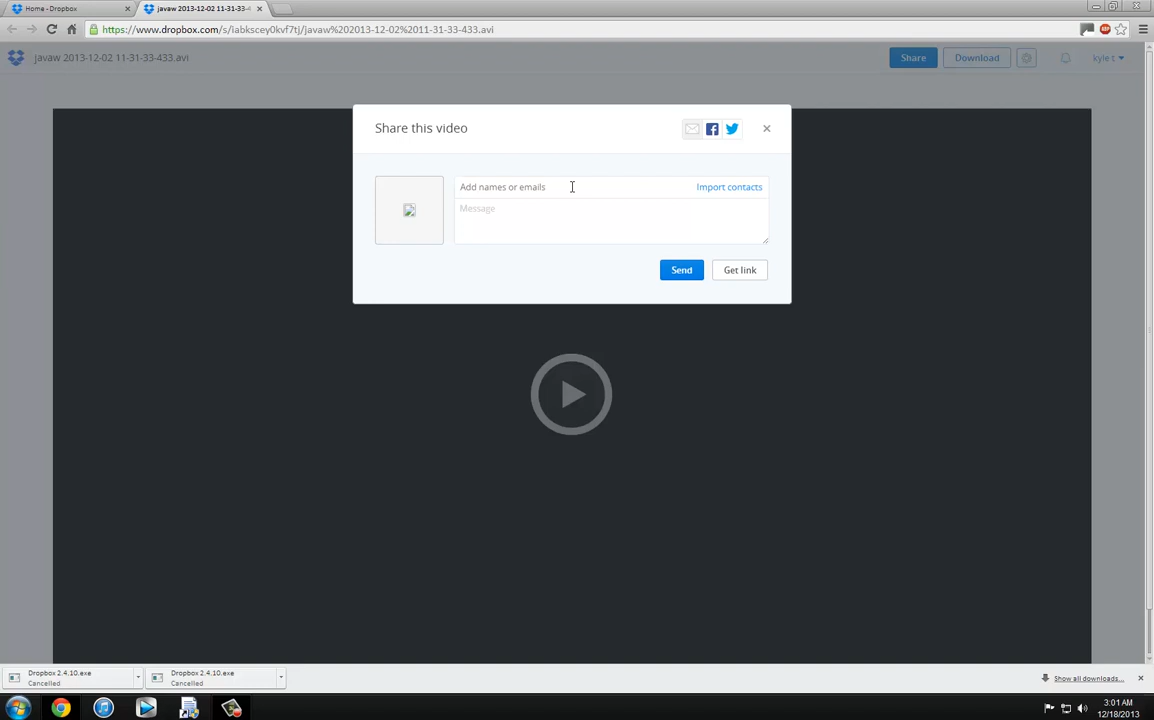 Home - Dropbox
javaw 2013-12-02 11-31-33-4
https://www.dropbox.com/s/iabkscey0kvf7tj/javaw%202013-12-02%2011-31-33-433.avi
javaw 2013-12-02 11-31-33-433.avi
Share
Download
kyle t
Share this video
Add names or emails
Import contacts
Message
Send
Get link
Dropbox 2.4.10.exe
Cancelled
Dropbox 2.4.10.exe
Cancelled
Show all downloads...
3:01 AM
12/18/2013